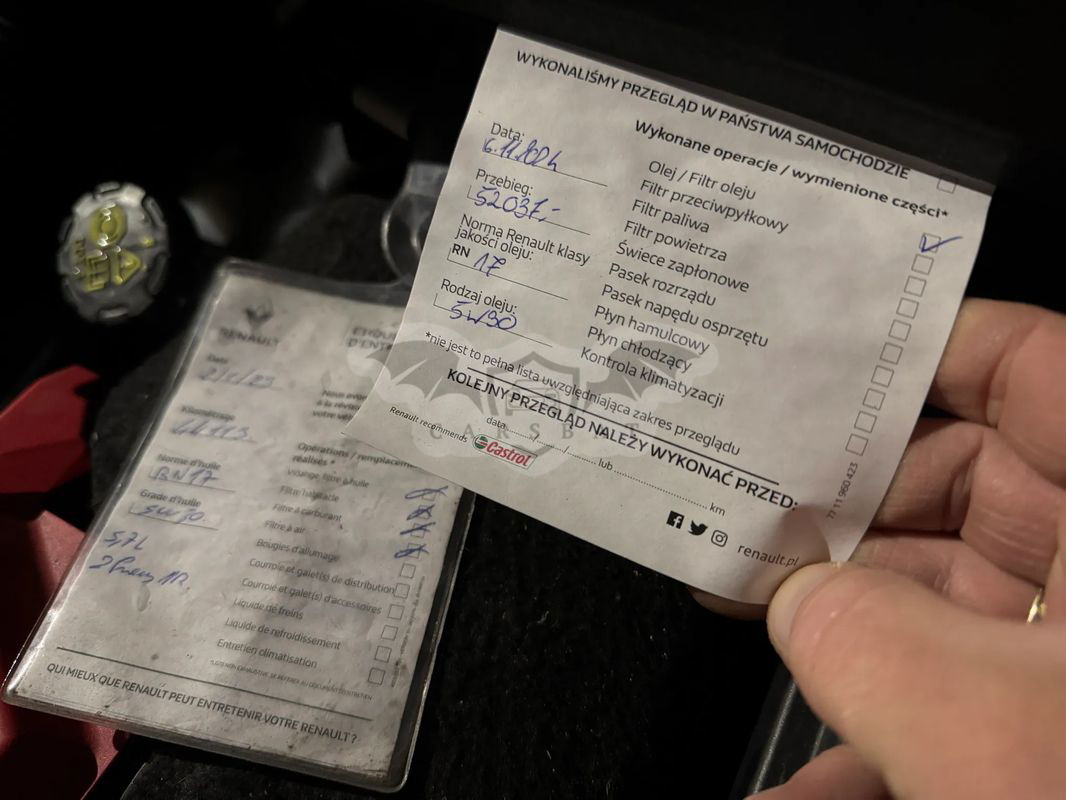 WYKONALIŚMY PRZEGLĄD W PAŃSTWA SAMOCHODZIE
Data:
6.11.2024
Przebieg:
52037,-
Norma Renault klasy
jakości oleju:
RN 17
Rodzaj oleju:
5W30
Wykonane operacje / wymienione części*
Olej / Filtr oleju
Filtr przeciwpyłkowy
Filtr paliwa
Filtr powietrza
Świece zapłonowe
Pasek rozrządu
Pasek napędu osprzętu
Płyn hamulcowy
Płyn chłodzący
Kontrola klimatyzacji
*nie jest to pełna lista uwzględniająca zakres przeglądu
KOLEJNY PRZEGLĄD NALEŻY WYKONAĆ PRZED:
data......./......./....... lub ........................ km
Renault recommends Castrol
renault.pl
77 11 960 423
CARSBAT
RENAULT
Date
Kilométrage
Norme d'huile
RN17
Grade d'huile
5W30
5,7L
Opérations / remplacements
réalisés *
Vidange filtre à huile
Filtre habitacle
Filtre à carburant
Filtre à air
Bougies d'allumage
Courroie et galet(s) de distribution
Courroie et galet(s) d'accessoires
Liquide de freins
Liquide de refroidissement
Entretien climatisation
QUI MIEUX QUE RENAULT PEUT ENTRETENIR VOTRE RENAULT ?